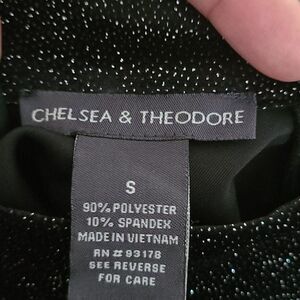 CHELSEA & THEODORE
S
90% POLYESTER
10% SPANDEX
MADE IN VIETNAM
RN # 93178
SEE REVERSE
FOR CARE